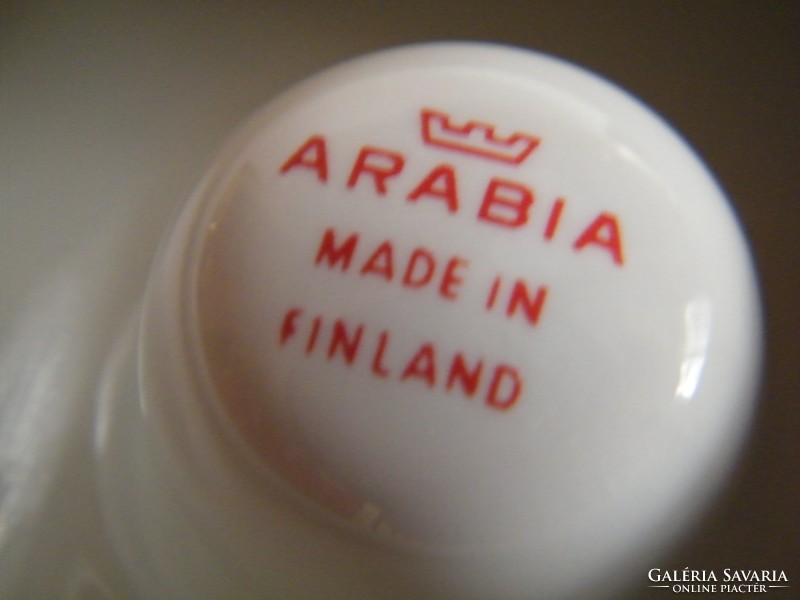 ARABIA
MADE IN
FINLAND
GALÉRIA SAVARIA
ONLINE PIACTÉR